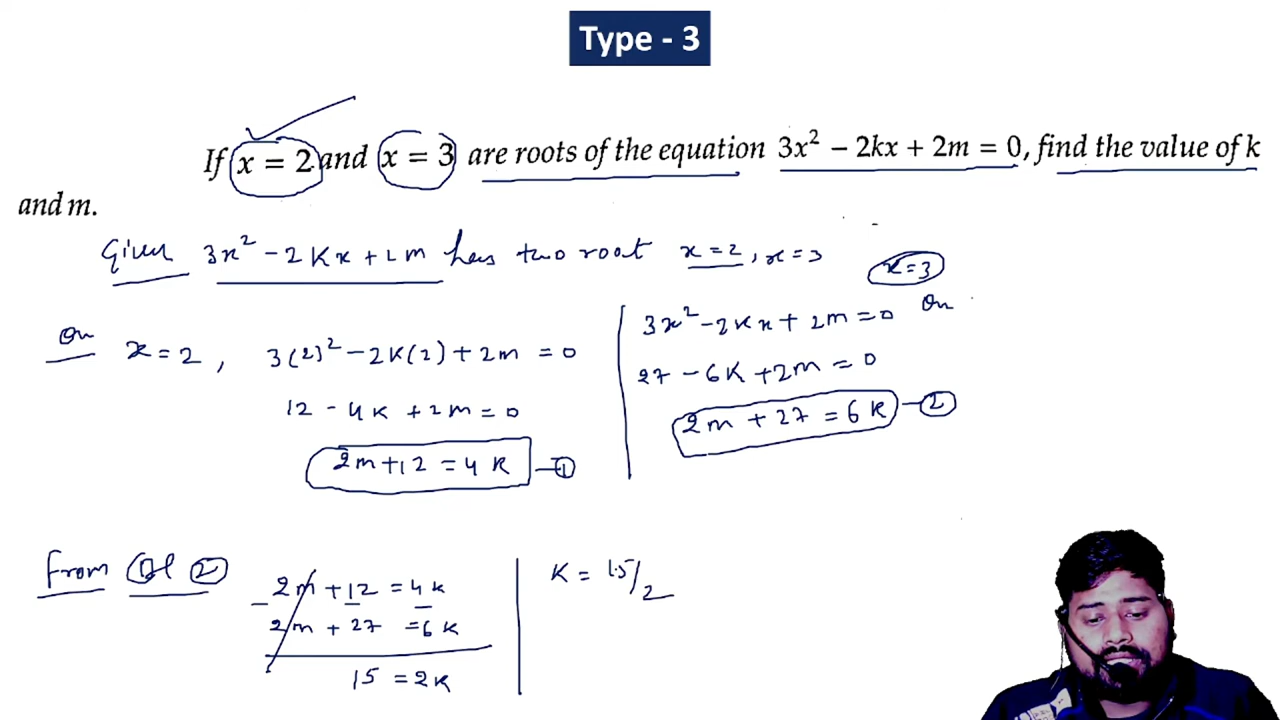 Type - 3
If x = 2 and x = 3 are roots of the equation 3x² − 2kx + 2m = 0, find the value of k
and m.
Given 3x² - 2Kx + 2m has two root x = 2, x = 3
x = 3
On x = 2, 3(2)² - 2K(2) + 2m = 0
12 - 4K + 2m = 0
2m + 12 = 4K - ①
3x² - 2Kx + 2m = 0 On
27 - 6K + 2m = 0
2m + 27 = 6K - ②
From ① & ②
2m + 12 = 4K
2m + 27 = 6K
15 = 2K
K = 15/2